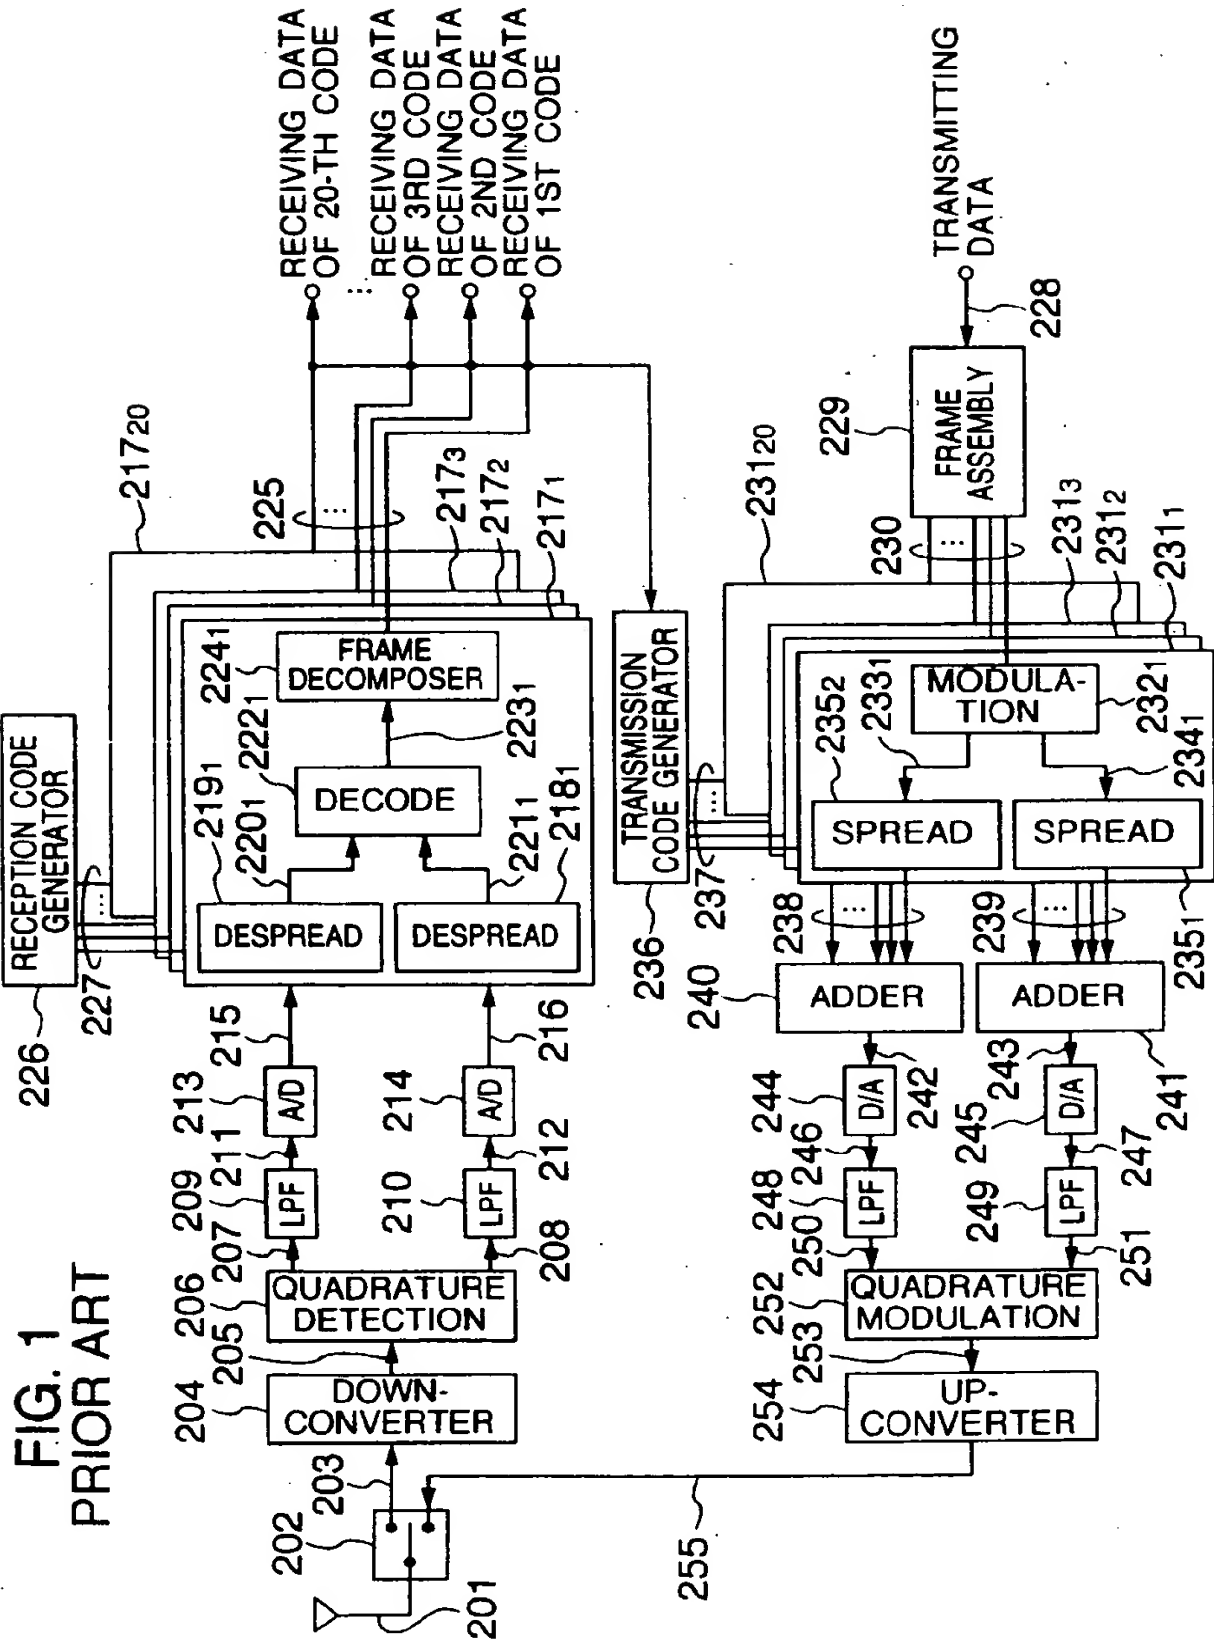 FIG. 1
PRIOR ART
RECEPTION CODE
GENERATOR
226
227
217₂₀
225
217₃
217₂
217₁
RECEIVING DATA
OF 20-TH CODE
...
RECEIVING DATA
OF 3RD CODE
RECEIVING DATA
OF 2ND CODE
RECEIVING DATA
OF 1ST CODE
201
202
203
204
DOWN-
CONVERTER
205
206
QUADRATURE
DETECTION
207
208
209
LPF
210
LPF
211
212
213
A/D
214
A/D
215
216
219₁
DESPREAD
DESPREAD
218₁
220₁
221₁
222₁
DECODE
223₁
224₁
FRAME
DECOMPOSER
TRANSMISSION
CODE GENERATOR
236
237
231₂₀
230
231₃
231₂
231₁
229
FRAME
ASSEMBLY
228
TRANSMITTING
DATA
MODULA-
TION
232₁
233₁
234₁
235₂
SPREAD
SPREAD
235₁
238
239
240
ADDER
ADDER
241
242
243
244
D/A
245
D/A
246
247
248
LPF
249
LPF
250
251
252
QUADRATURE
MODULATION
253
254
UP-
CONVERTER
255